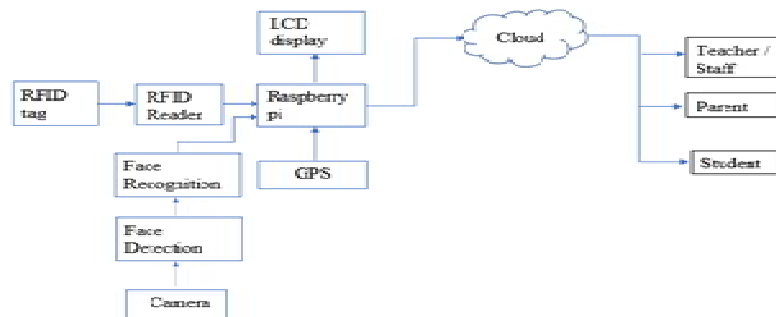 LCD
display
Cloud
Teacher /
Staff
RFID
tag
RFID
Reader
Raspberry
pi
Parent
Face
Recognition
GPS
Student
Face
Detection
Camera